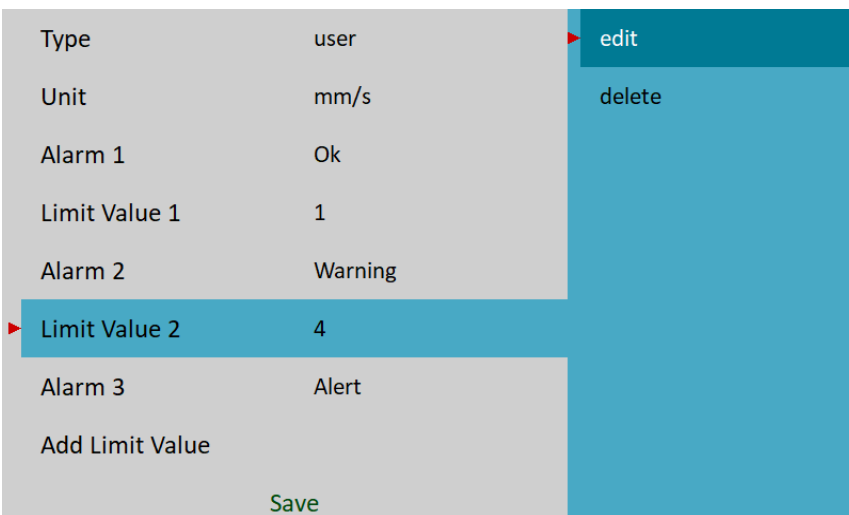 Type user
Unit mm/s
Alarm 1 Ok
Limit Value 1 1
Alarm 2 Warning
Limit Value 2 4
Alarm 3 Alert
Add Limit Value
Save
edit
delete